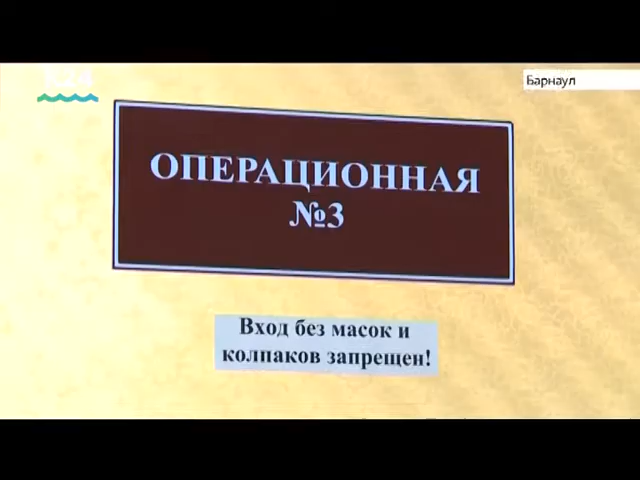 Барнаул
ОПЕРАЦИОННАЯ
№3
Вход без масок и
колпаков запрещен!